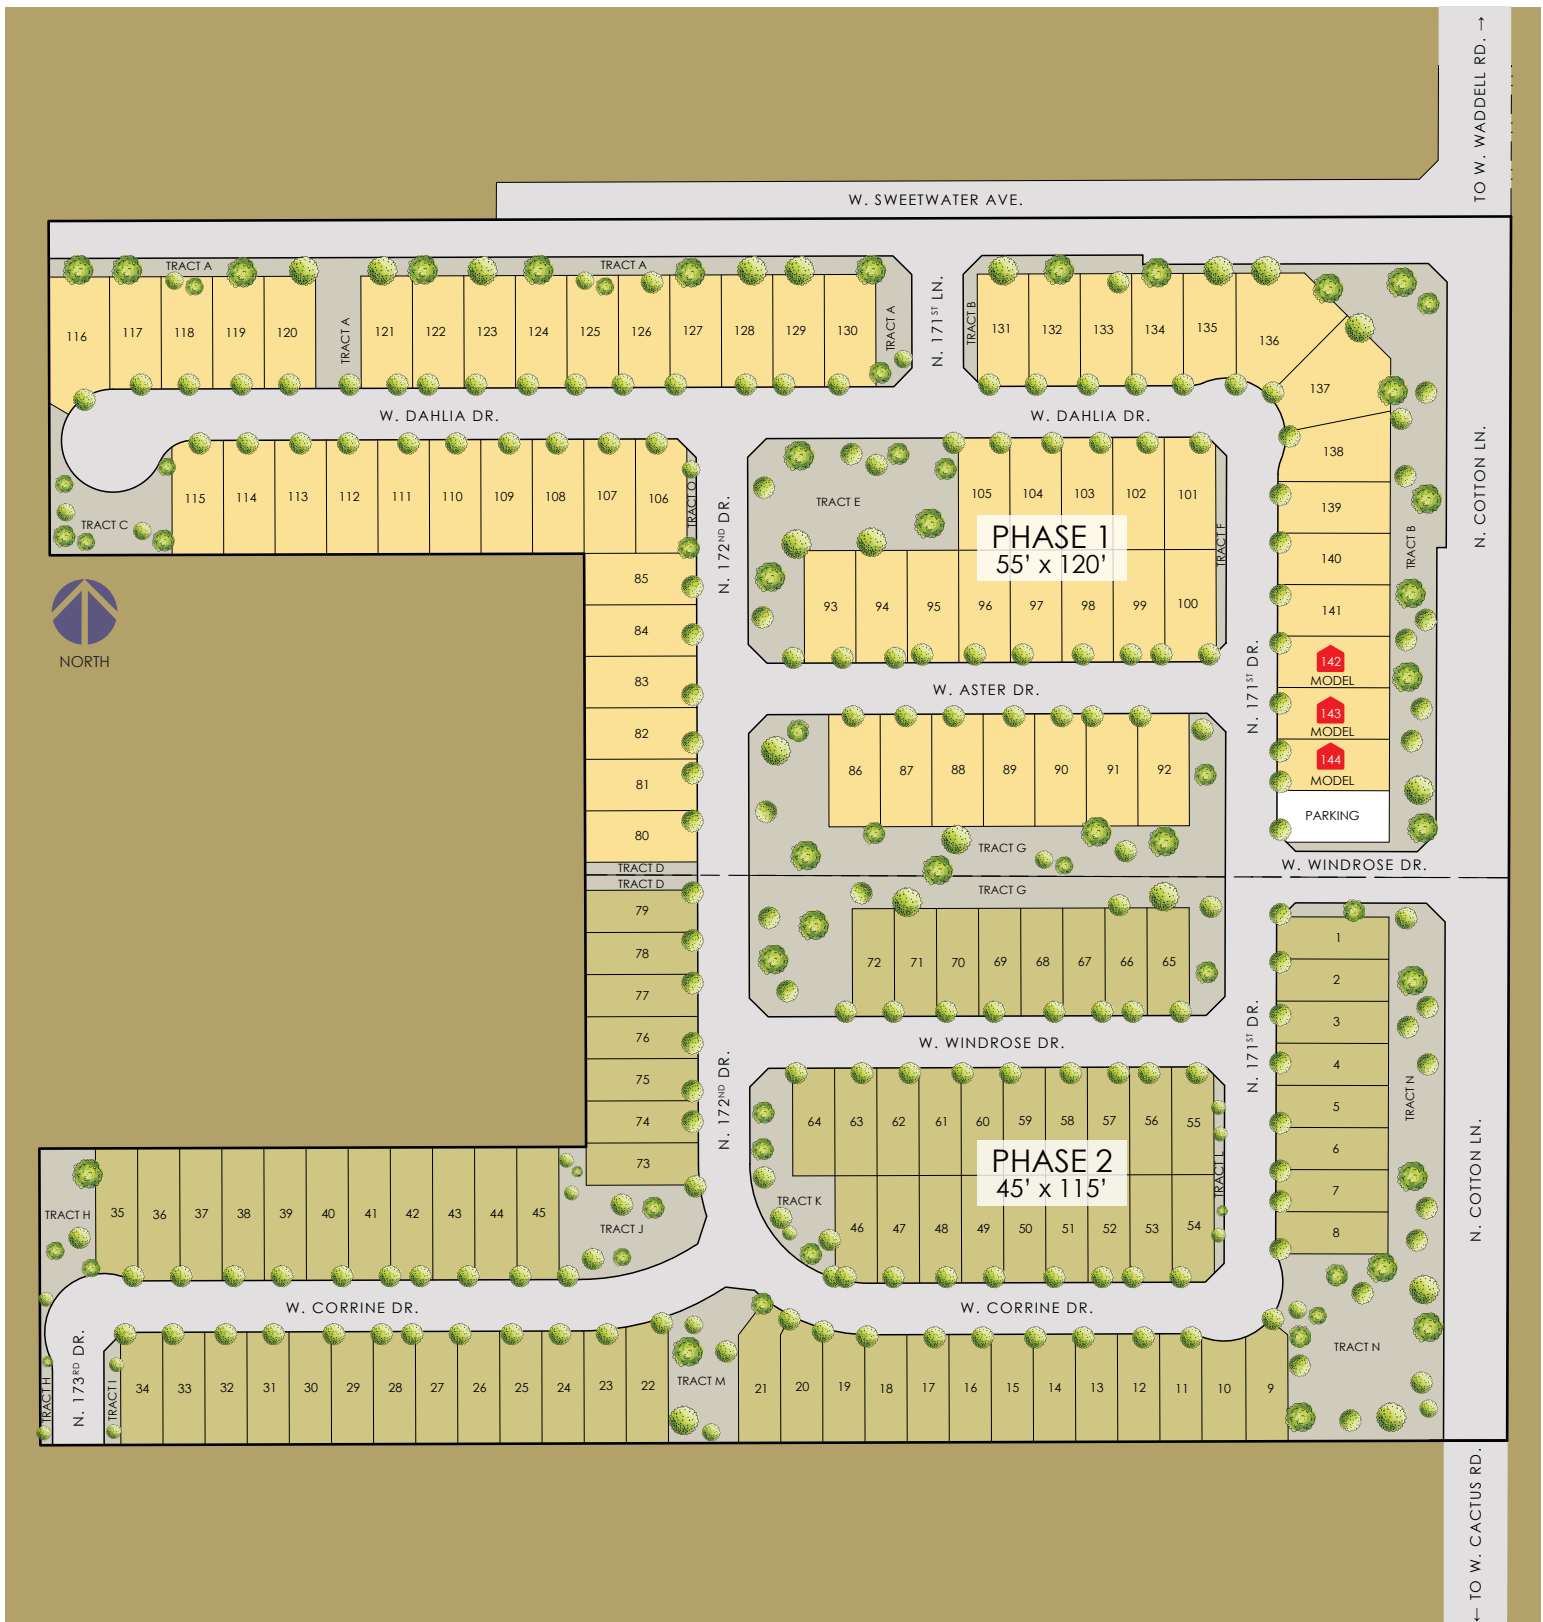 TO W. WADDELL RD. →
W. SWEETWATER AVE.
TRACT A
TRACT A
116
117
118
119
120
TRACT A
121
122
123
124
125
126
127
128
129
130
TRACT A
N. 171ST LN.
TRACT B
131
132
133
134
135
136
137
138
139
140
141
142
MODEL
143
MODEL
144
MODEL
PARKING
TRACT B
N. COTTON LN.
W. DAHLIA DR.
W. DAHLIA DR.
TRACT C
115
114
113
112
111
110
109
108
107
106
TRACT O
N. 172ND DR.
TRACT E
105
104
103
102
101
TRACT F
PHASE 1
55' x 120'
93
94
95
96
97
98
99
100
NORTH
85
84
83
82
81
80
W. ASTER DR.
N. 171ST DR.
86
87
88
89
90
91
92
TRACT G
W. WINDROSE DR.
TRACT D
TRACT D
TRACT G
79
78
77
76
75
74
73
72
71
70
69
68
67
66
65
W. WINDROSE DR.
N. 172ND DR.
N. 171ST DR.
1
2
3
4
5
6
7
8
TRACT N
N. COTTON LN.
64
63
62
61
60
59
58
57
56
55
PHASE 2
45' x 115'
TRACT L
TRACT K
46
47
48
49
50
51
52
53
54
TRACT H
35
36
37
38
39
40
41
42
43
44
45
TRACT J
W. CORRINE DR.
W. CORRINE DR.
TRACT N
TRACT H
N. 173RD DR.
TRACT I
34
33
32
31
30
29
28
27
26
25
24
23
22
TRACT M
21
20
19
18
17
16
15
14
13
12
11
10
9
← TO W. CACTUS RD.